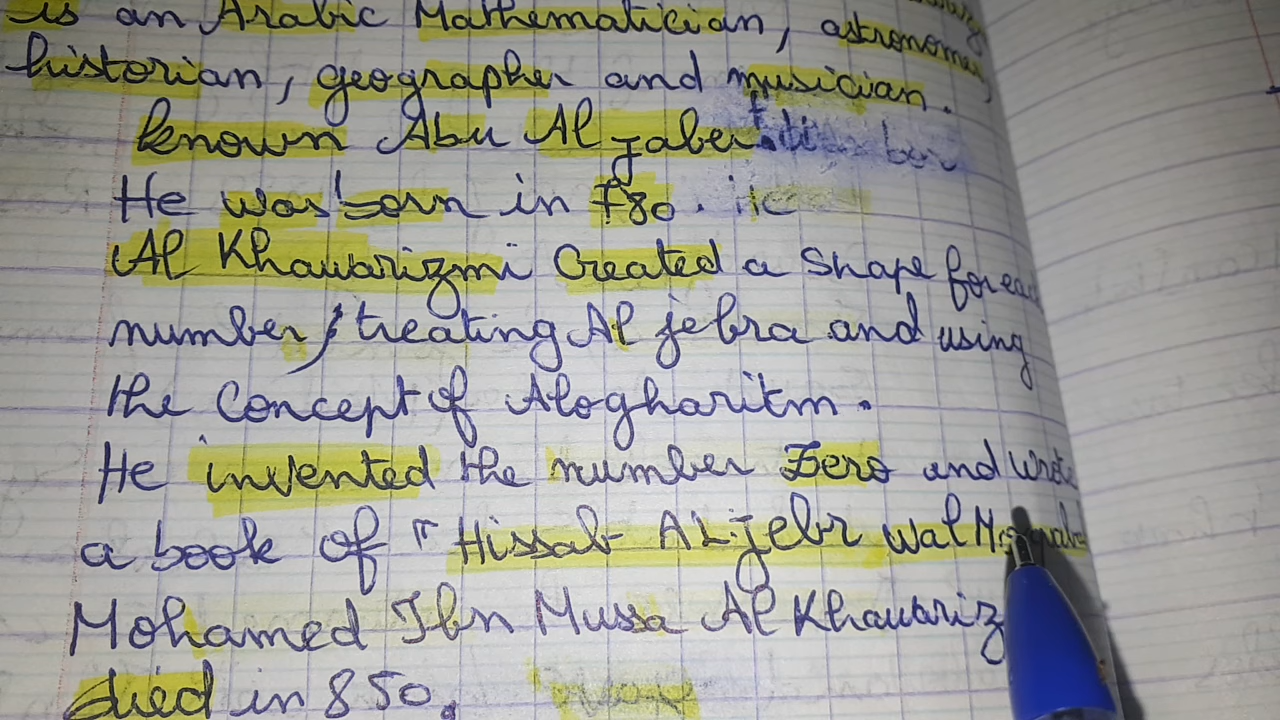 is an Arabic Mathematician, astronomer,
historian, geographer and musician.
known Abu Al jaber.
He was born in 780.
Al Khawarizmi Created a shape for each
number, treating Al jebra and using
the Concept of Alogharitm.
He invented the number Zero and wrote
a book of " Hissab AL jebr wal
Mohamed Ibn Mussa Al Khawariz
died in 850.